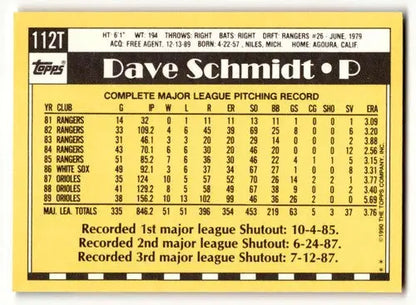 112T
HT 6'1" WT. 194 THROWS: RIGHT BATS: RIGHT DRFT. RANGERS #26 - JUNE, 1979
ACQ: FREE AGENT, 12-13-89 BORN: 4-22-57, NILES, MICH. HOME: AGOURA, CALIF.
topps
Dave Schmidt • P
COMPLETE MAJOR LEAGUE PITCHING RECORD
YR CLUB G IP W L R ER SO BB GS CG SHO SV ERA
81 RANGERS 14 32 0 1 11 11 13 11 1 0 0 1 3.09
82 RANGERS 33 109.2 4 6 45 39 69 25 8 0 0 6 3.20
83 RANGERS 31 46.1 3 3 20 20 29 14 0 0 0 2 3.88
84 RANGERS 43 70.1 6 6 30 20 46 20 0 0 0 12 2.56
85 RANGERS 51 85.2 7 6 36 30 46 22 4 1 1 5 3.15
86 WHITE SOX 49 92.1 3 6 37 34 67 27 1 0 0 8 3.31
87 ORIOLES 35 124 10 5 57 52 70 26 14 2 2 1 3.77
88 ORIOLES 41 129.2 8 5 58 49 67 38 9 0 0 2 3.40
89 ORIOLES 38 156.2 10 13 102 99 46 36 26 2 0 0 5.69
MAJ. LEA. TOTALS 335 846.2 51 51 396 354 453 219 63 5 3 37 3.76
Recorded 1st major league Shutout: 10-4-85.
Recorded 2nd major league Shutout: 6-24-87.
Recorded 3rd major league Shutout: 7-12-87.
©1990 THE TOPPS COMPANY, INC.